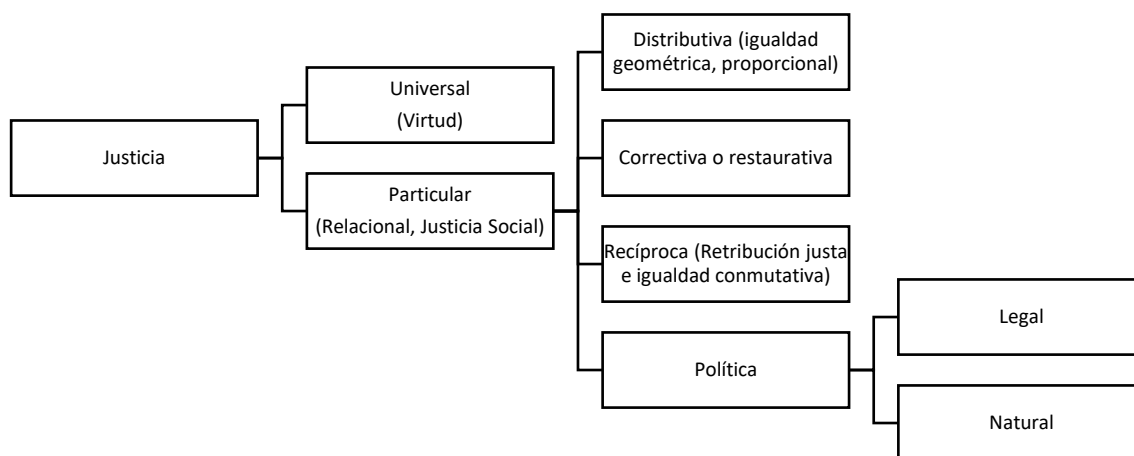 Justicia
Universal
(Virtud)
Particular
(Relacional, Justicia Social)
Distributiva (igualdad
geométrica, proporcional)
Correctiva o restaurativa
Recíproca (Retribución justa
e igualdad conmutativa)
Política
Legal
Natural